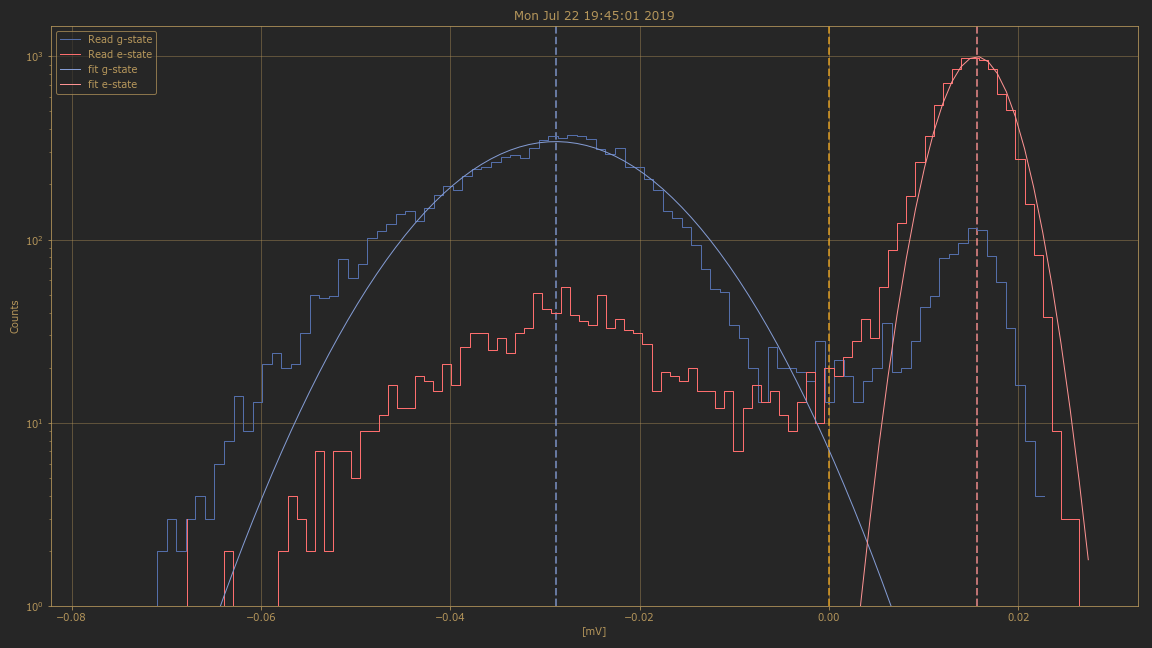 Mon Jul 22 19:45:01 2019
Read g-state
Read e-state
fit g-state
fit e-state
10³
10²
10¹
10⁰
Counts
−0.08 −0.06 −0.04 −0.02 0.00 0.02
[mV]